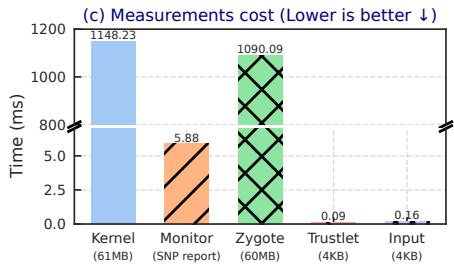 (c) Measurements cost (Lower is better ↓)
1200
1148.23
1090.09
1000
800
Time (ms)
5.88
5.0
2.5
0.09
0.16
0.0
Kernel Monitor Zygote Trustlet Input
(61MB) (SNP report) (60MB) (4KB) (4KB)